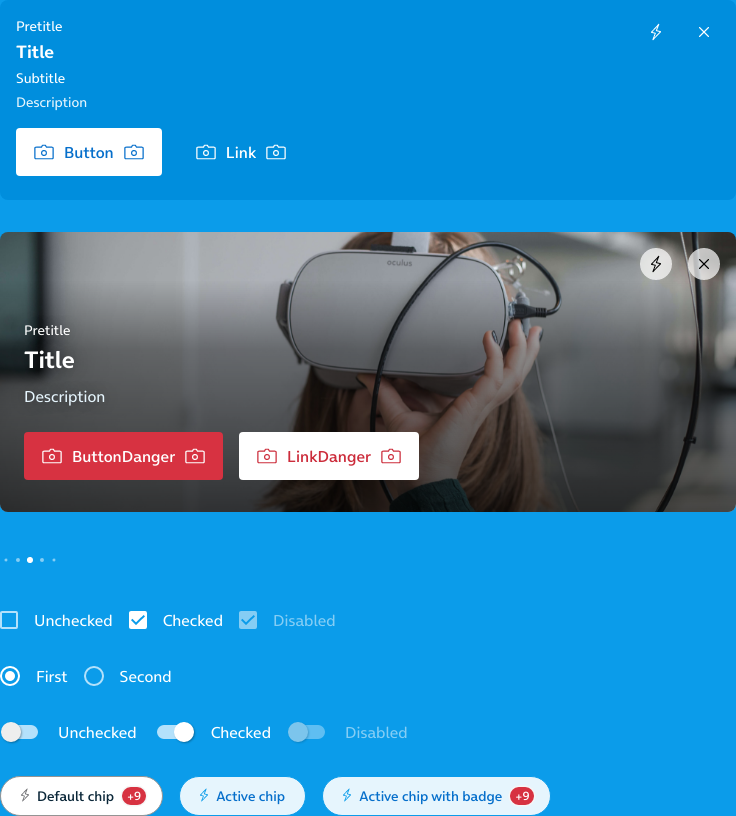 Pretitle
Title
Subtitle
Description
Button Link
oculus
Pretitle
Title
Description
ButtonDanger LinkDanger
Unchecked Checked Disabled
First Second
Unchecked Checked Disabled
Default chip +9 Active chip Active chip with badge +9